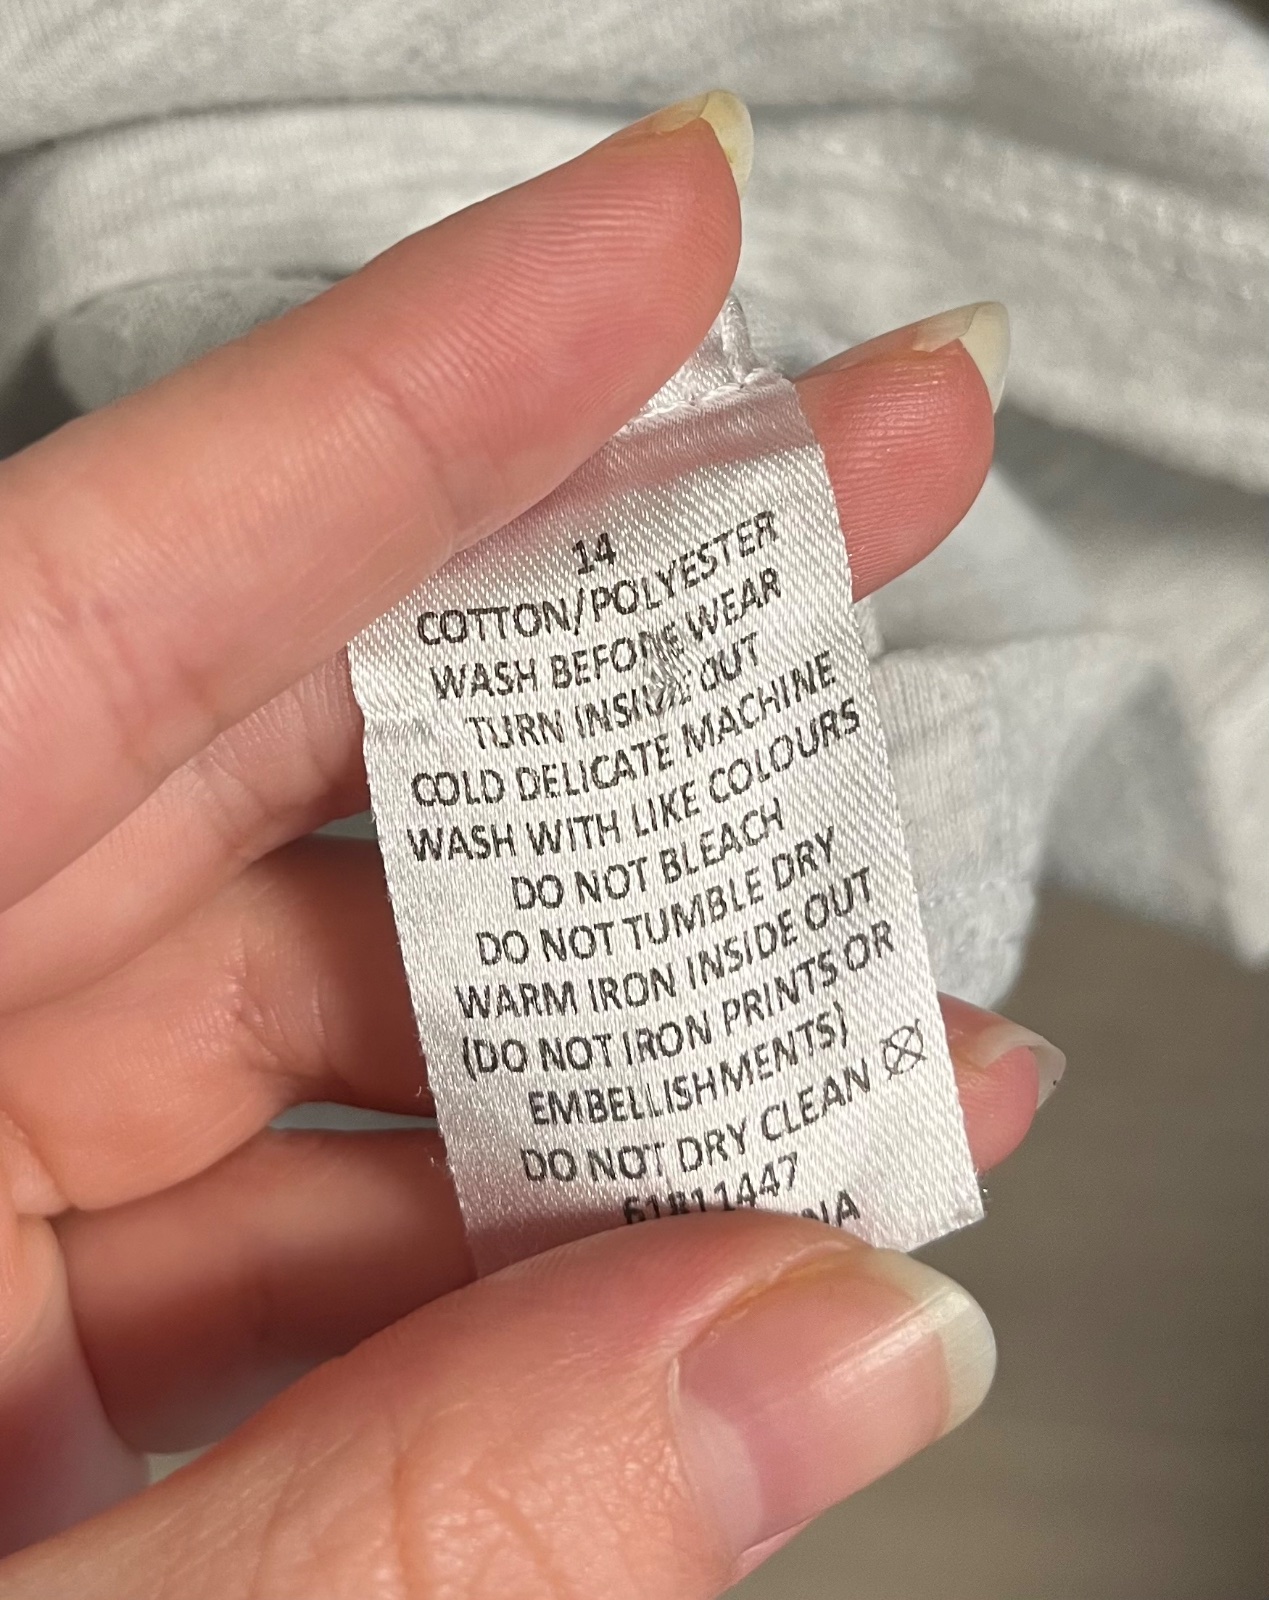 14
COTTON/POLYESTER
WASH BEFORE WEAR
TURN INSIDE OUT
COLD DELICATE MACHINE
WASH WITH LIKE COLOURS
DO NOT BLEACH
DO NOT TUMBLE DRY
WARM IRON INSIDE OUT
(DO NOT IRON PRINTS OR
EMBELLISHMENTS)
DO NOT DRY CLEAN
61811447